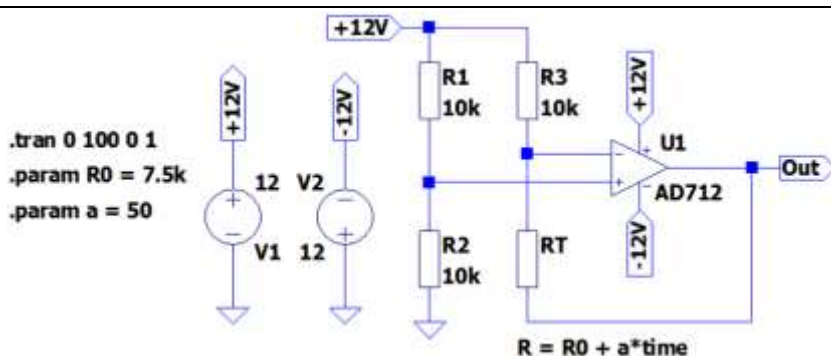 +12V
R1
10k
R3
10k
+12V
-12V
+12V
.tran 0 100 0 1
.param R0 = 7.5k
.param a = 50
12
V1
V2
12
U1
+
-
-
+
AD712
Out
-12V
R2
10k
RT
R = R0 + a*time